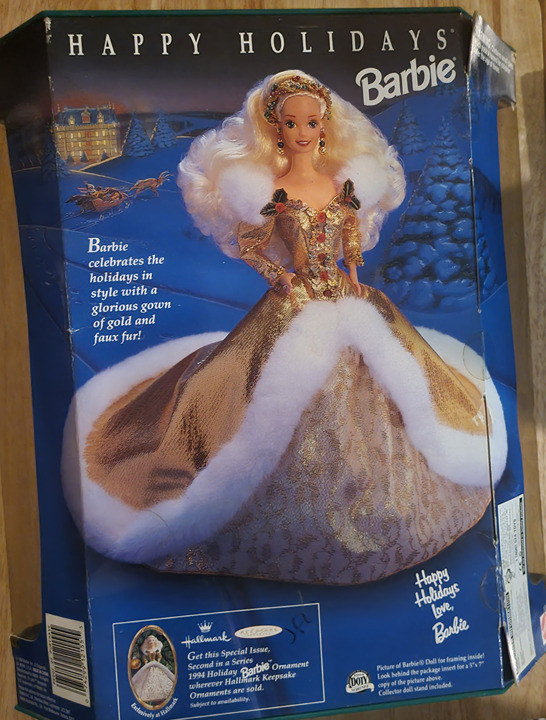 HAPPY HOLIDAYS
Barbie
Barbie
celebrates the
holidays in
style with a
glorious gown
of gold and
faux fur!
Happy
Holidays
Love,
Barbie
Hallmark
Get this Special Issue,
Second in a Series
1994 Holiday Barbie Ornament
wherever Hallmark Keepsake
Ornaments are sold.
Subject to availability.
Exclusively at Hallmark
DOTY
Picture of Barbie® Doll for framing inside!
Look behind the package insert for a 5" x 7"
copy of the picture above.
Collector doll stand included.